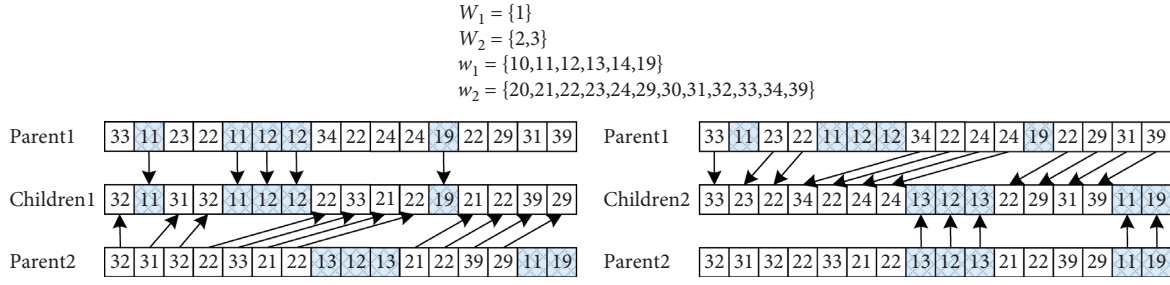 W₁ = {1}
W₂ = {2,3}
w₁ = {10,11,12,13,14,19}
w₂ = {20,21,22,23,24,29,30,31,32,33,34,39}
Parent1 33 11 23 22 11 12 12 34 22 24 24 19 22 29 31 39
Children1 32 11 31 32 11 12 12 22 33 21 22 19 21 22 39 29
Parent2 32 31 32 22 33 21 22 13 12 13 21 22 39 29 11 19
Parent1 33 11 23 22 11 12 12 34 22 24 24 19 22 29 31 39
Children2 33 23 22 34 22 24 24 13 12 13 22 29 31 39 11 19
Parent2 32 31 32 22 33 21 22 13 12 13 21 22 39 29 11 19